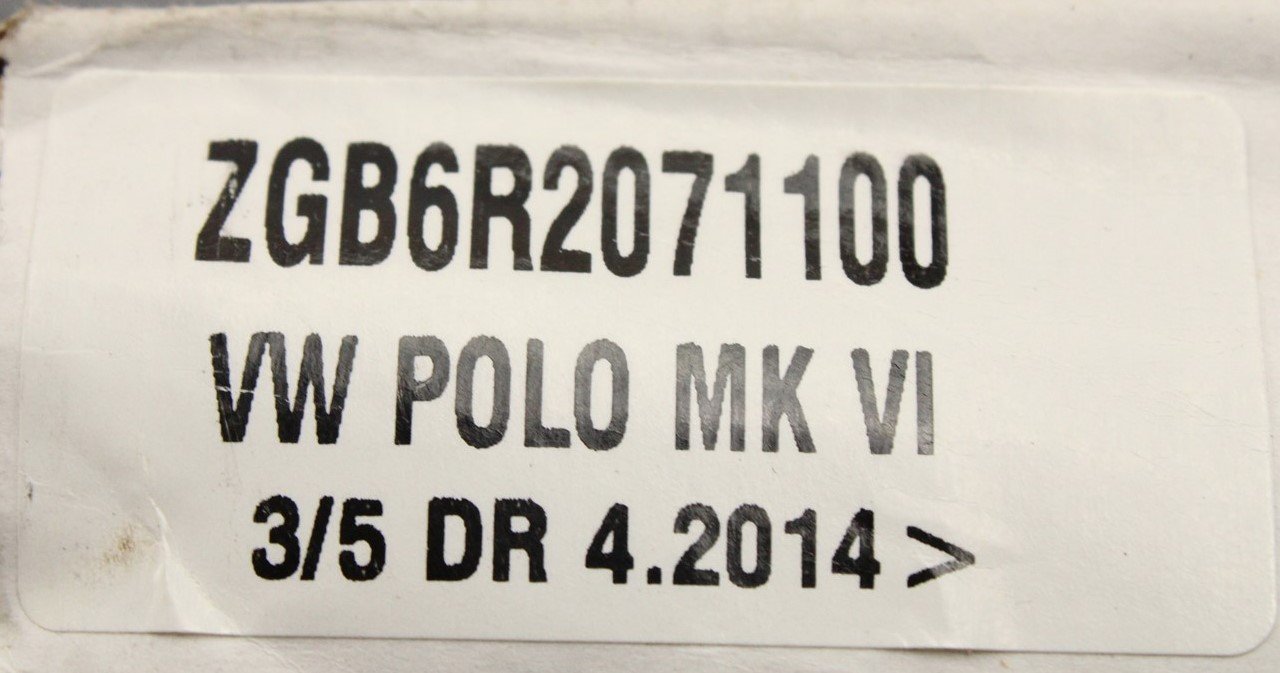 ZGB6R2071100
VW POLO MK VI
3/5 DR 4.2014>